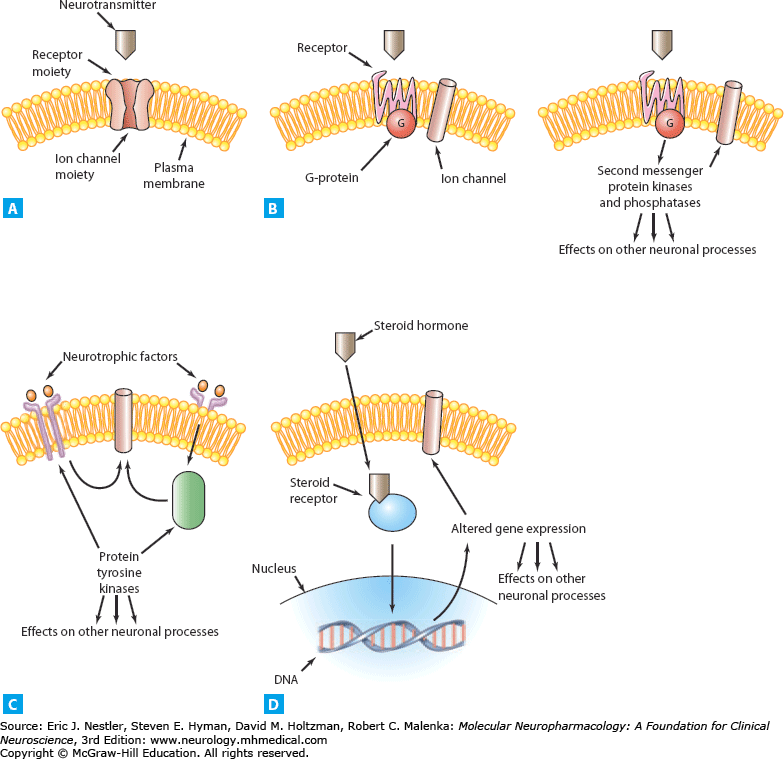 Neurotransmitter
Receptor
moiety
Ion channel
moiety
Plasma
membrane
A
Receptor
G
G-protein
Ion channel
B
G
Second messenger
protein kinases
and phosphatases
Effects on other neuronal processes
Neurotrophic factors
Protein
tyrosine
kinases
Effects on other neuronal processes
C
Steroid hormone
Steroid
receptor
Altered gene expression
Effects on other
neuronal processes
Nucleus
DNA
D
Source: Eric J. Nestler, Steven E. Hyman, David M. Holtzman, Robert C. Malenka: Molecular Neuropharmacology: A Foundation for Clinical
Neuroscience, 3rd Edition: www.neurology.mhmedical.com
Copyright © McGraw-Hill Education. All rights reserved.